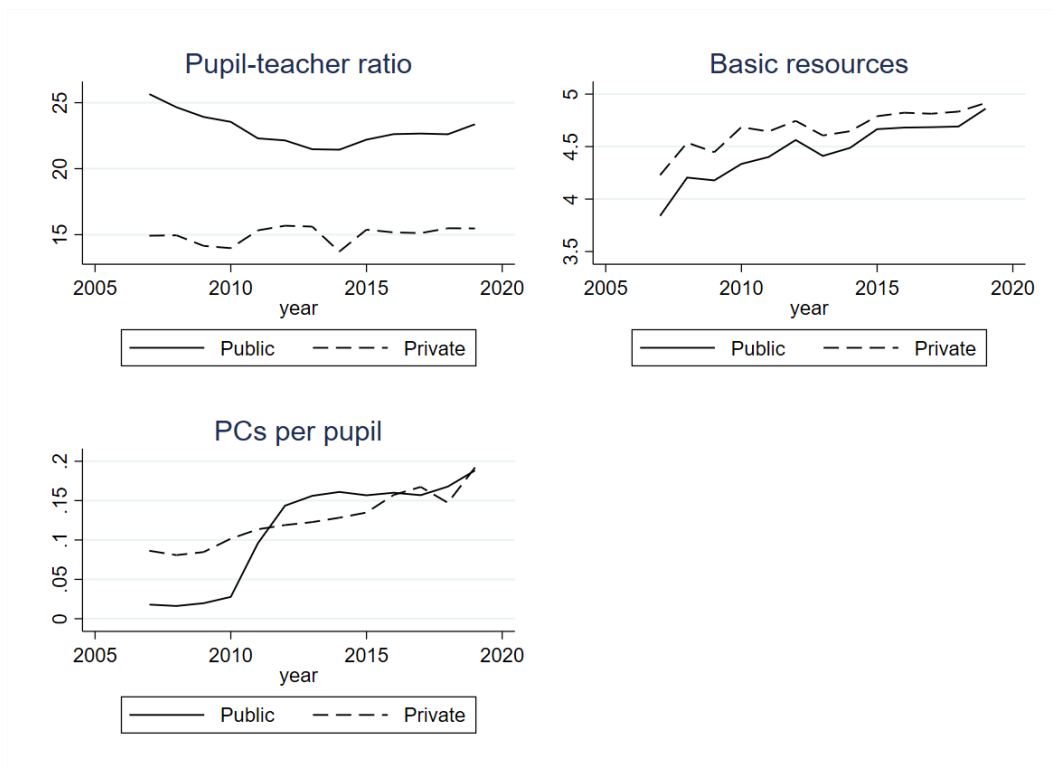 Pupil-teacher ratio
25
20
15
2005 2010 2015 2020
year
Public Private
Basic resources
5
4.5
4
3.5
2005 2010 2015 2020
year
Public Private
PCs per pupil
.2
.15
.1
.05
0
2005 2010 2015 2020
year
Public Private